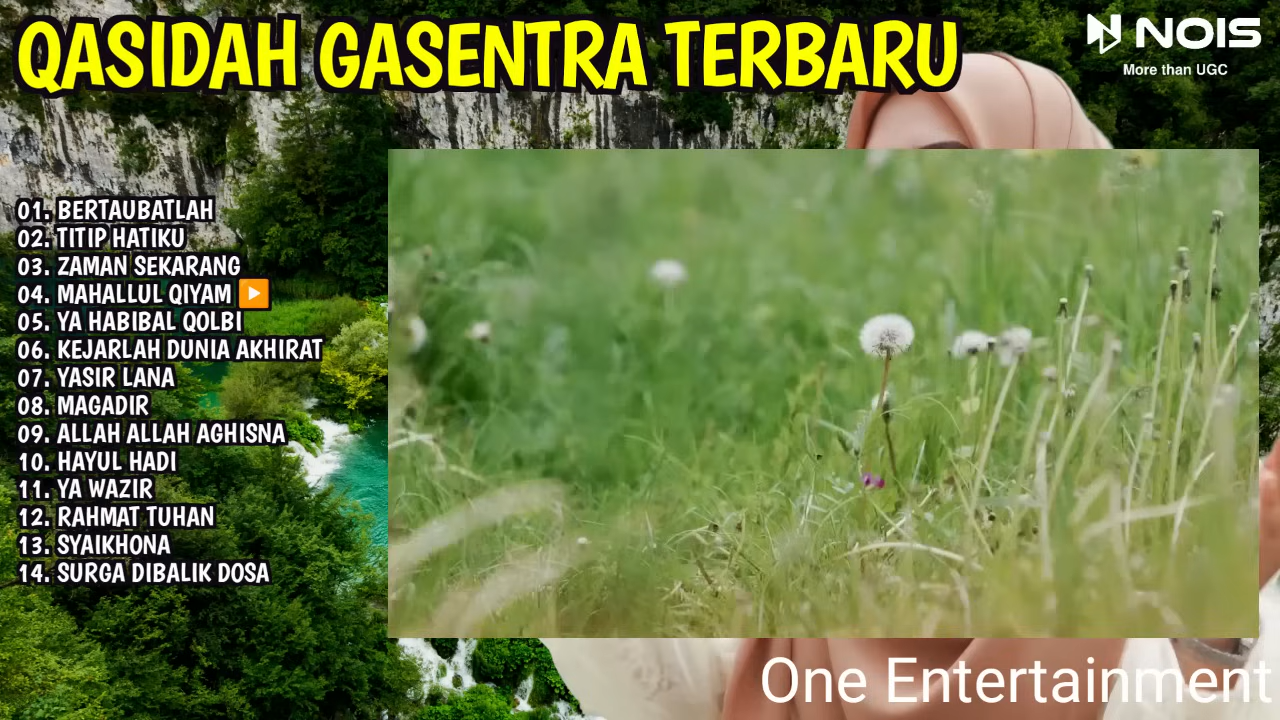 QASIDAH GASENTRA TERBARU
NOIS
More than UGC
01. BERTAUBATLAH
02. TITIP HATIKU
03. ZAMAN SEKARANG
04. MAHALLUL QIYAM
05. YA HABIBAL QOLBI
06. KEJARLAH DUNIA AKHIRAT
07. YASIR LANA
08. MAGADIR
09. ALLAH ALLAH AGHISNA
10. HAYUL HADI
11. YA WAZIR
12. RAHMAT TUHAN
13. SYAIKHONA
14. SURGA DIBALIK DOSA
One Entertainment